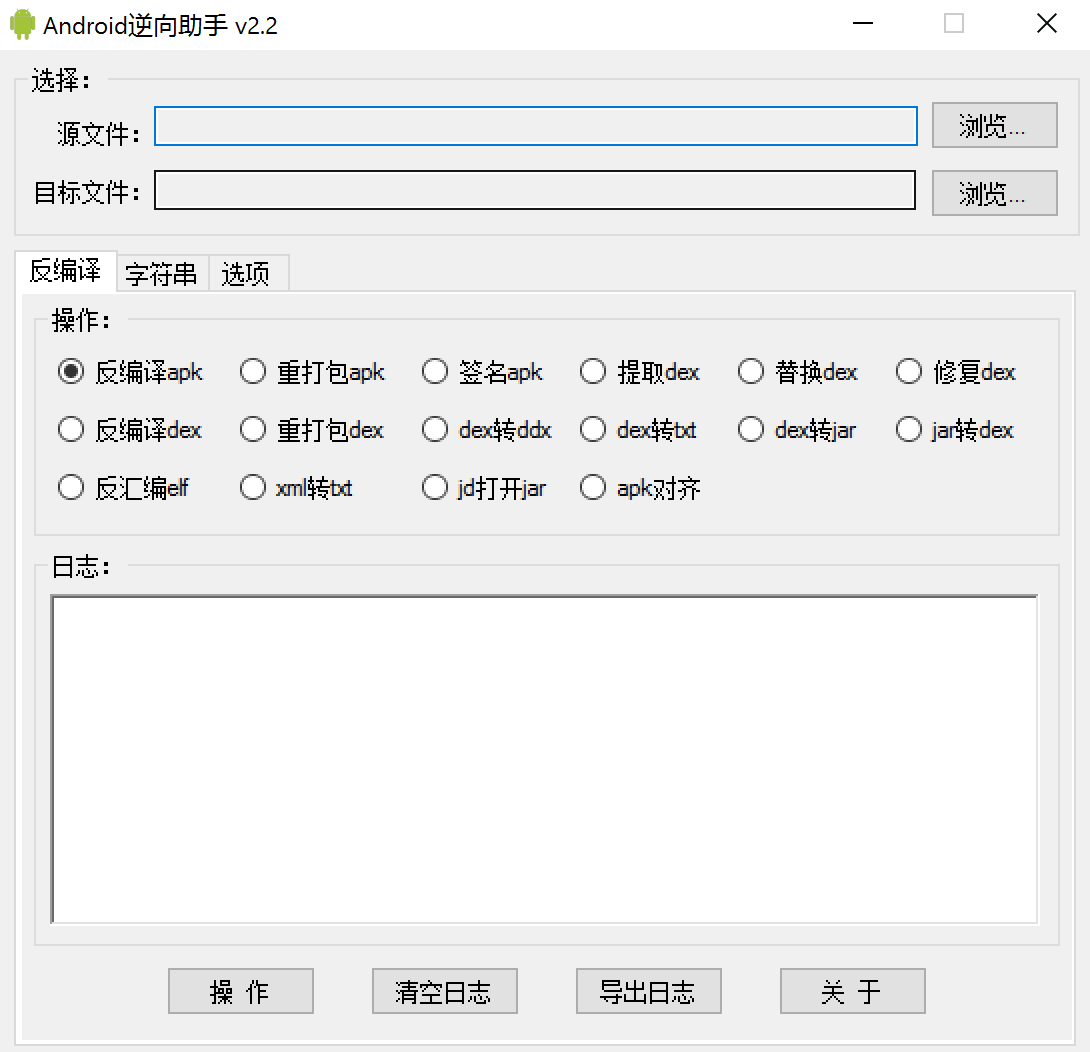 Android逆向助手 v2.2
选择：
源文件： 浏览...
目标文件： 浏览...
反编译 字符串 选项
操作：
反编译apk 重打包apk 签名apk 提取dex 替换dex 修复dex
反编译dex 重打包dex dex转ddx dex转txt dex转jar jar转dex
反汇编elf xml转txt jd打开jar apk对齐
日志：
操 作 清空日志 导出日志 关 于